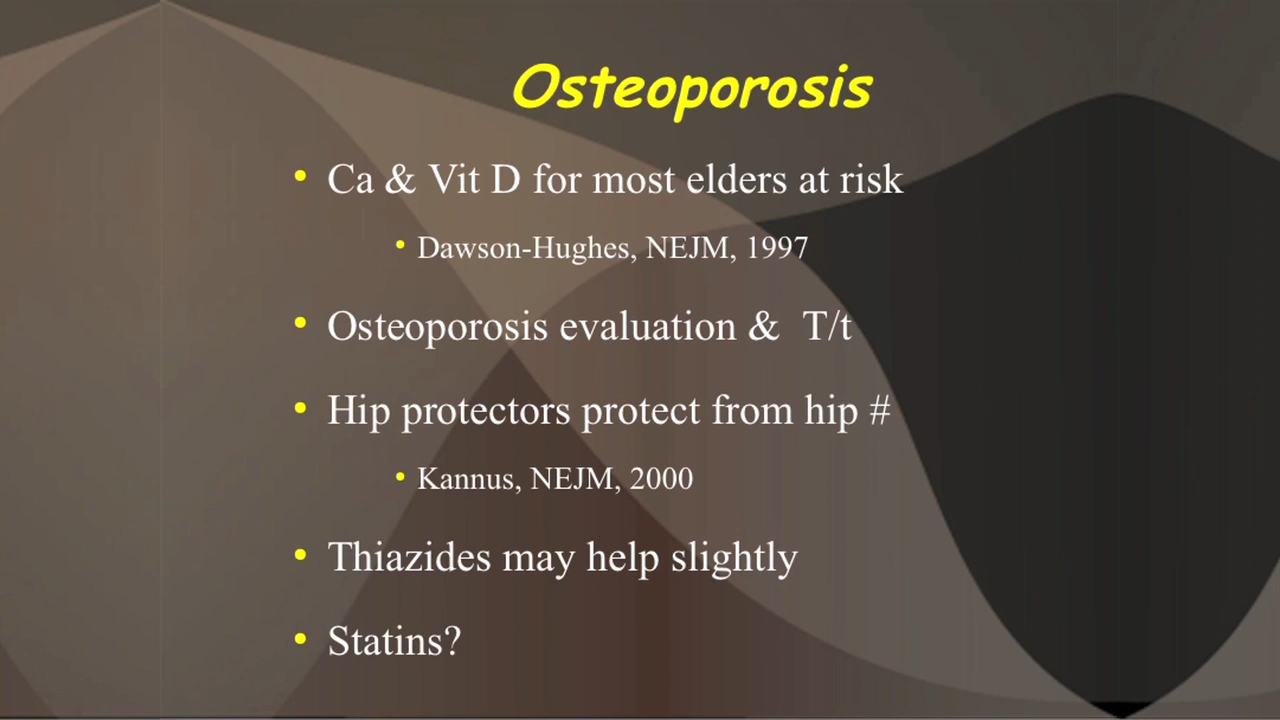 Osteoporosis
• Ca & Vit D for most elders at risk
• Dawson-Hughes, NEJM, 1997
• Osteoporosis evaluation & T/t
• Hip protectors protect from hip #
• Kannus, NEJM, 2000
• Thiazides may help slightly
• Statins?